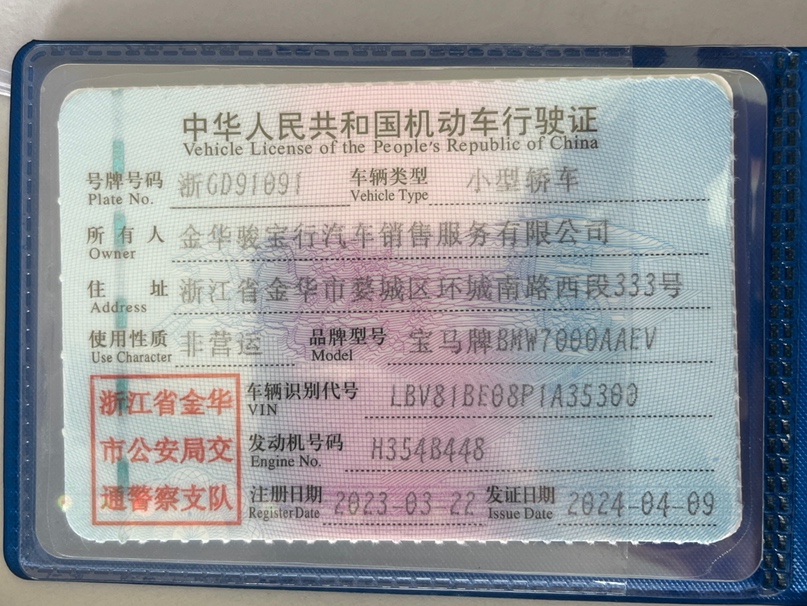 中华人民共和国机动车行驶证
Vehicle License of the People's Republic of China
号牌号码 浙GD91091 车辆类型 小型轿车
Plate No. Vehicle Type
所有人 金华骏宝行汽车销售服务有限公司
Owner
住址 浙江省金华市婺城区环城南路西段333号
Address
使用性质 非营运 品牌型号 宝马牌BMW7000AAEV
Use Character Model
浙江省金华
市公安局交
通警察支队
车辆识别代号 LBV81BE08P1A35300
VIN
发动机号码 H354B448
Engine No.
注册日期 2023-03-22 发证日期 2024-04-09
Register Date Issue Date